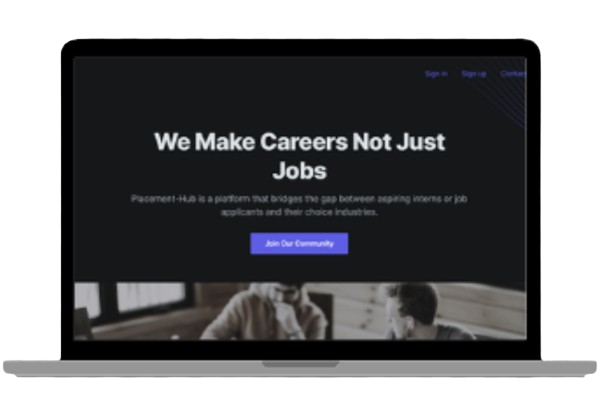 Sign in Sign up Contact
We Make Careers Not Just
Jobs
Placement-Hub is a platform that bridges the gap between aspiring interns or job
applicants and their choice industries.
Join Our Community